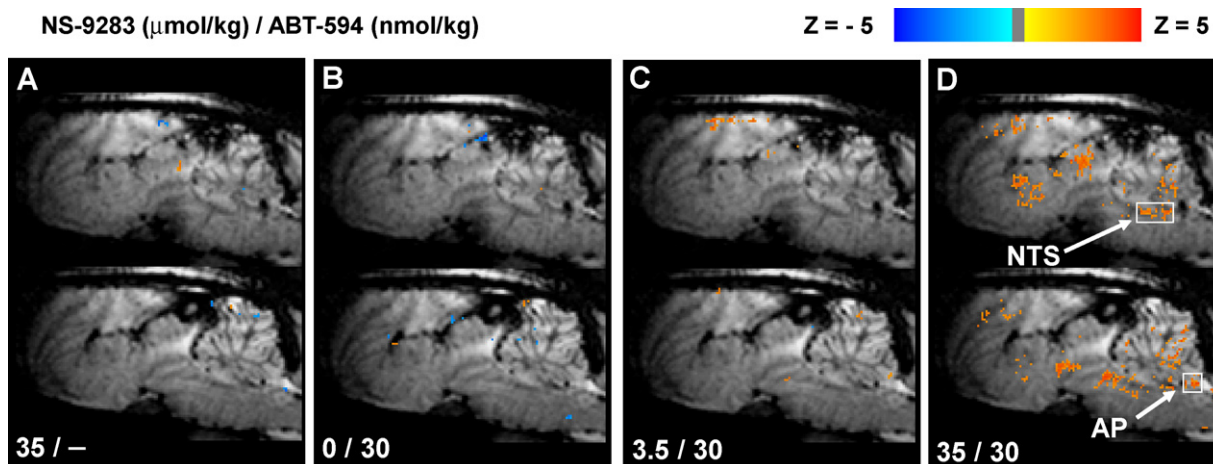 NS-9283 (μmol/kg) / ABT-594 (nmol/kg)
Z = - 5
Z = 5
A
B
C
D
NTS
AP
35 / –
0 / 30
3.5 / 30
35 / 30